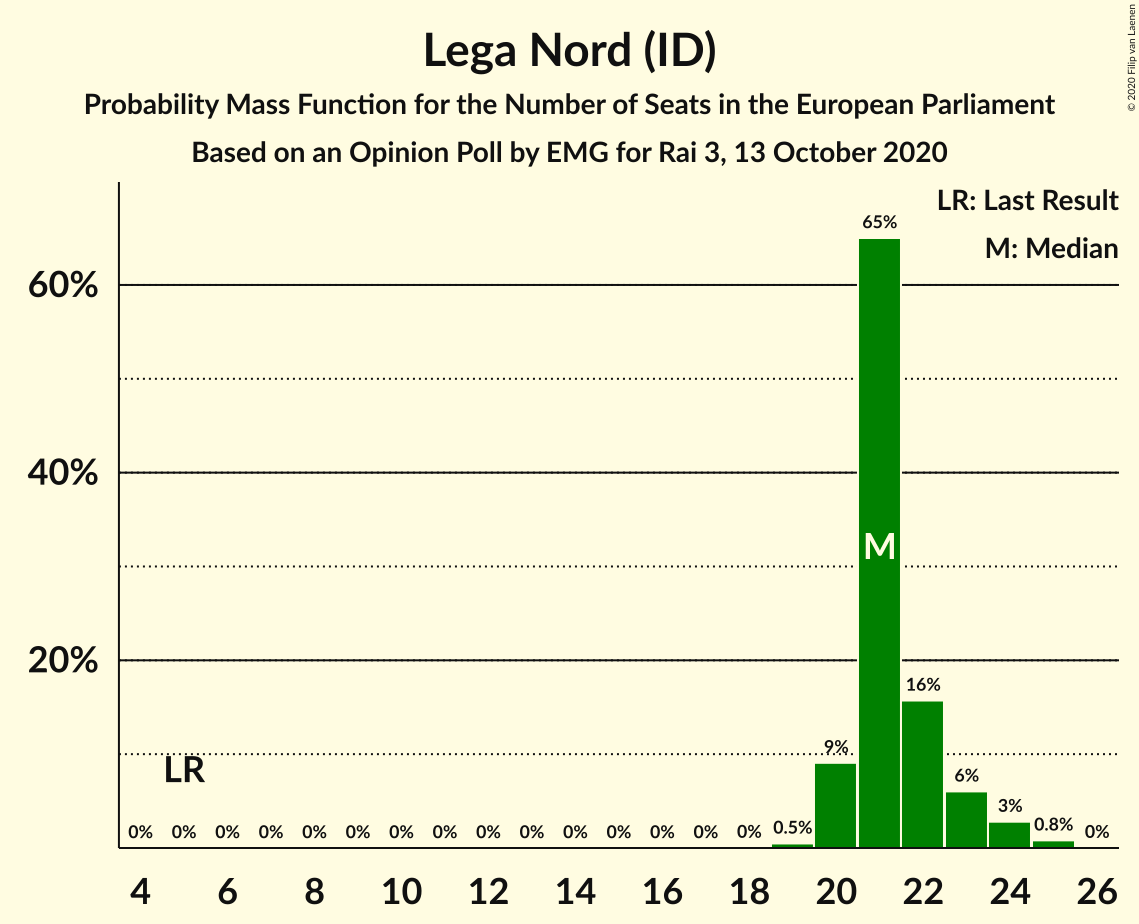 © 2020 Filip van Laenen
Lega Nord (ID)
Probability Mass Function for the Number of Seats in the European Parliament
Based on an Opinion Poll by EMG for Rai 3, 13 October 2020
LR: Last Result
M: Median
65%
60%
40%
M
20%
16%
9%
LR
6%
3%
0% 0% 0% 0% 0% 0% 0% 0% 0% 0% 0% 0% 0% 0% 0% 0.5% 0.8% 0%
4 6 8 10 12 14 16 18 20 22 24 26